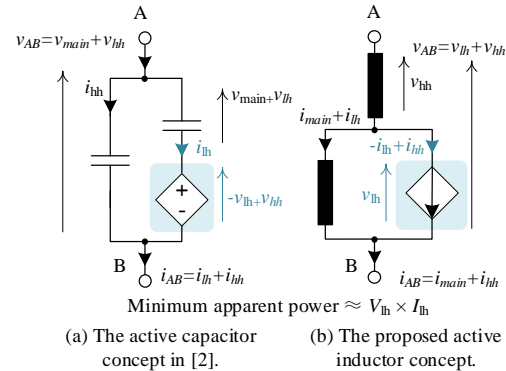 A
v_AB=v_main+v_hh
i_hh
v_main+v_lh
i_lh
+
-
-v_lh+v_hh
B
i_AB=i_lh+i_hh
A
v_AB=v_lh+v_hh
v_hh
i_main+i_lh
-i_lh+i_hh
v_lh
B
i_AB=i_main+i_hh
Minimum apparent power ≈ V_lh × I_lh
(a) The active capacitor
concept in [2].
(b) The proposed active
inductor concept.